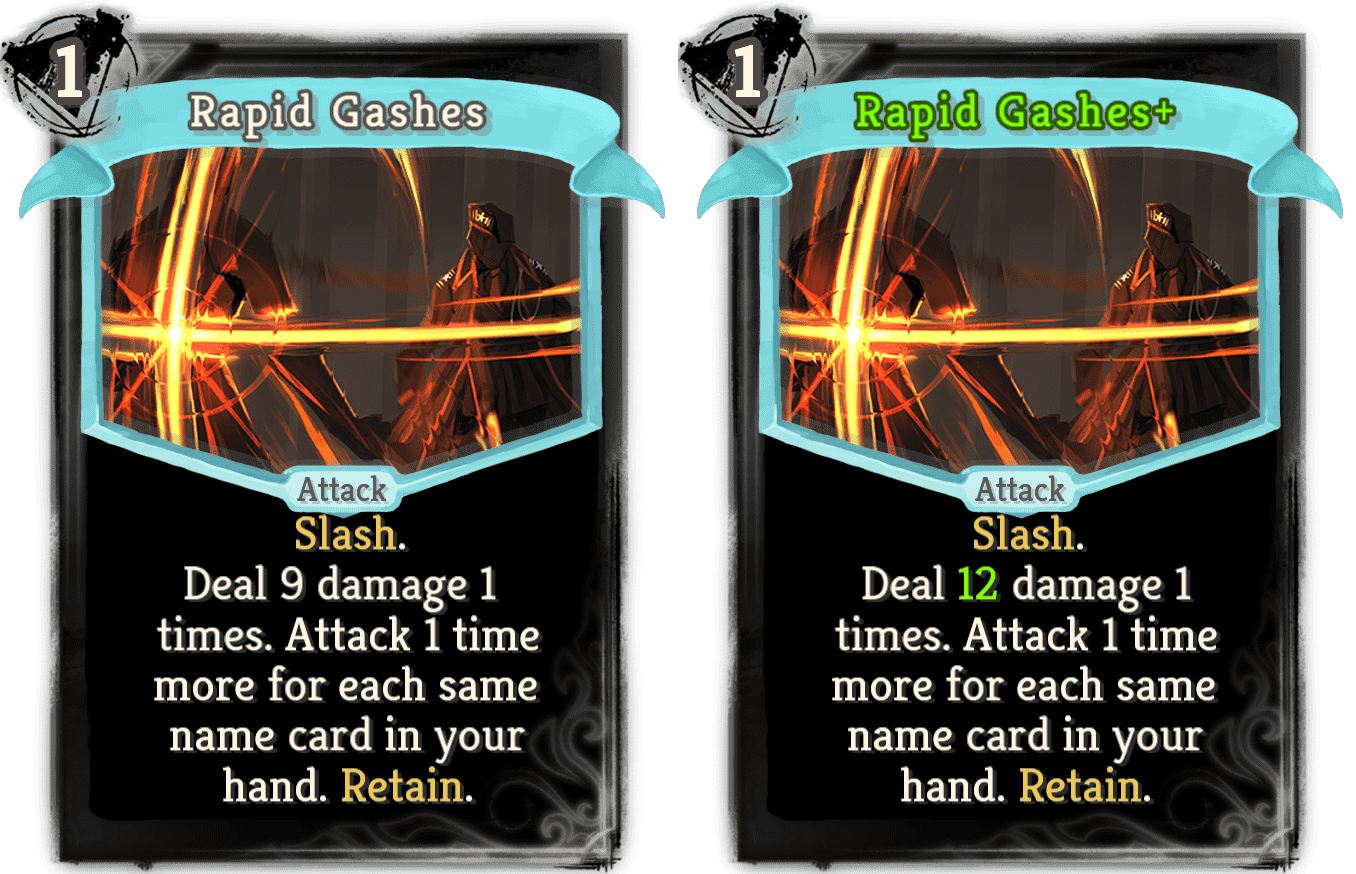 1
Rapid Gashes
Attack
Slash.
Deal 9 damage 1
times. Attack 1 time
more for each same
name card in your
hand. Retain.
1
Rapid Gashes+
Attack
Slash.
Deal 12 damage 1
times. Attack 1 time
more for each same
name card in your
hand. Retain.